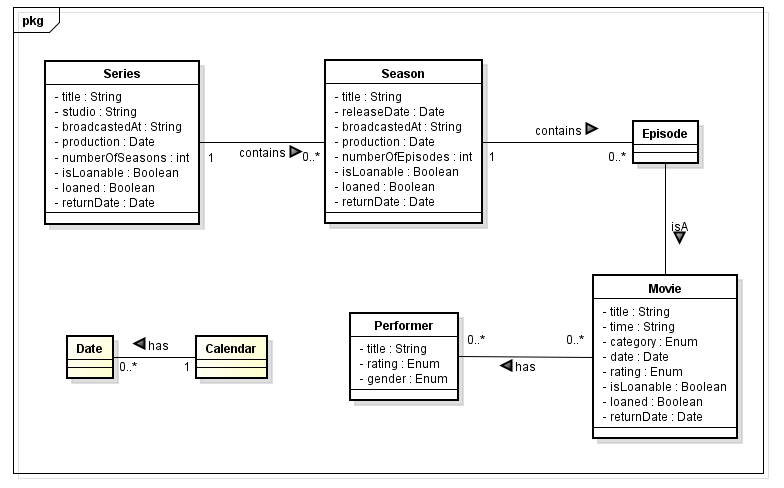 pkg
Series
- title : String
- studio : String
- broadcastedAt : String
- production : Date
- numberOfSeasons : int
- isLoanable : Boolean
- loaned : Boolean
- returnDate : Date
1
contains
0..*
Season
- title : String
- releaseDate : Date
- broadcastedAt : String
- production : Date
- numberOfEpisodes : int
- isLoanable : Boolean
- loaned : Boolean
- returnDate : Date
1
contains
0..*
Episode
isA
Movie
- title : String
- time : String
- category : Enum
- date : Date
- rating : Enum
- isLoanable : Boolean
- loaned : Boolean
- returnDate : Date
0..*
has
0..*
Performer
- title : String
- rating : Enum
- gender : Enum
Date
has
0..*
1
Calendar